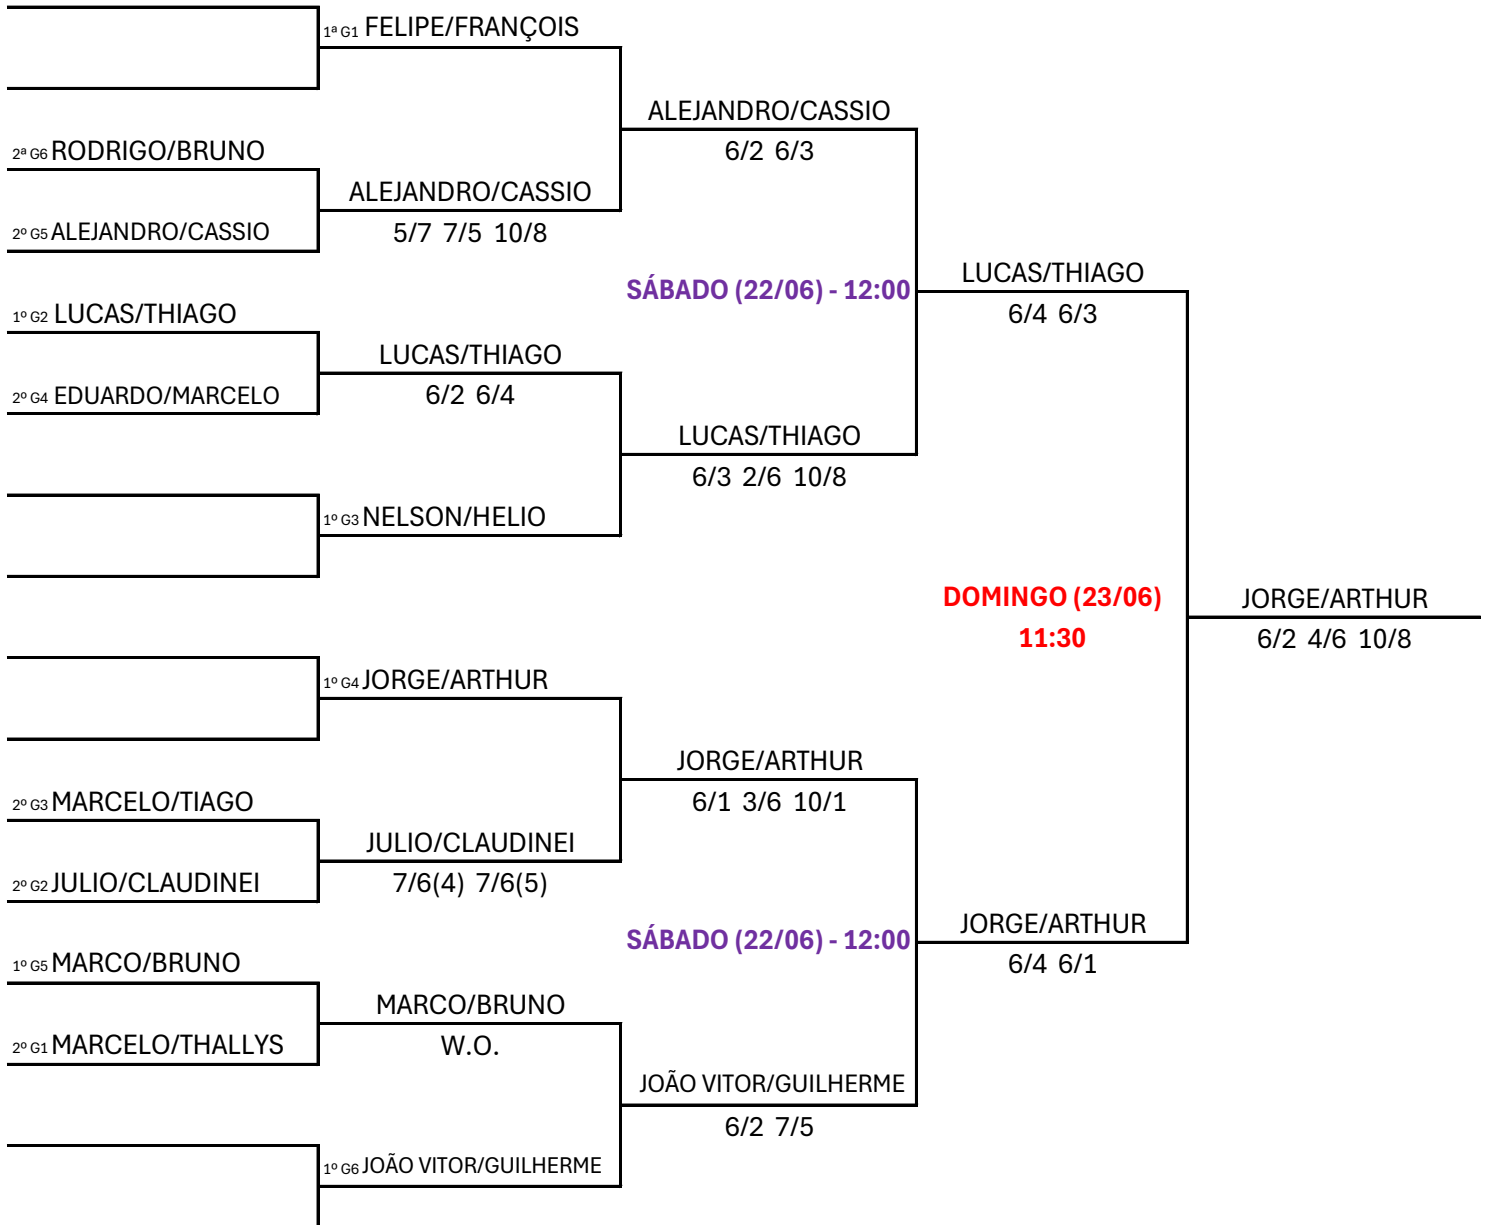 1ª G1 FELIPE/FRANÇOIS
ALEJANDRO/CASSIO
6/2 6/3
2ª G6 RODRIGO/BRUNO
ALEJANDRO/CASSIO
5/7 7/5 10/8
2º G5 ALEJANDRO/CASSIO
SÁBADO (22/06) - 12:00
LUCAS/THIAGO
6/4 6/3
1º G2 LUCAS/THIAGO
LUCAS/THIAGO
6/2 6/4
2º G4 EDUARDO/MARCELO
LUCAS/THIAGO
6/3 2/6 10/8
1º G3 NELSON/HELIO
DOMINGO (23/06)
11:30
JORGE/ARTHUR
6/2 4/6 10/8
1º G4 JORGE/ARTHUR
JORGE/ARTHUR
6/1 3/6 10/1
2º G3 MARCELO/TIAGO
JULIO/CLAUDINEI
7/6(4) 7/6(5)
2º G2 JULIO/CLAUDINEI
SÁBADO (22/06) - 12:00
JORGE/ARTHUR
6/4 6/1
1º G5 MARCO/BRUNO
MARCO/BRUNO
W.O.
2º G1 MARCELO/THALLYS
JOÃO VITOR/GUILHERME
6/2 7/5
1º G6 JOÃO VITOR/GUILHERME